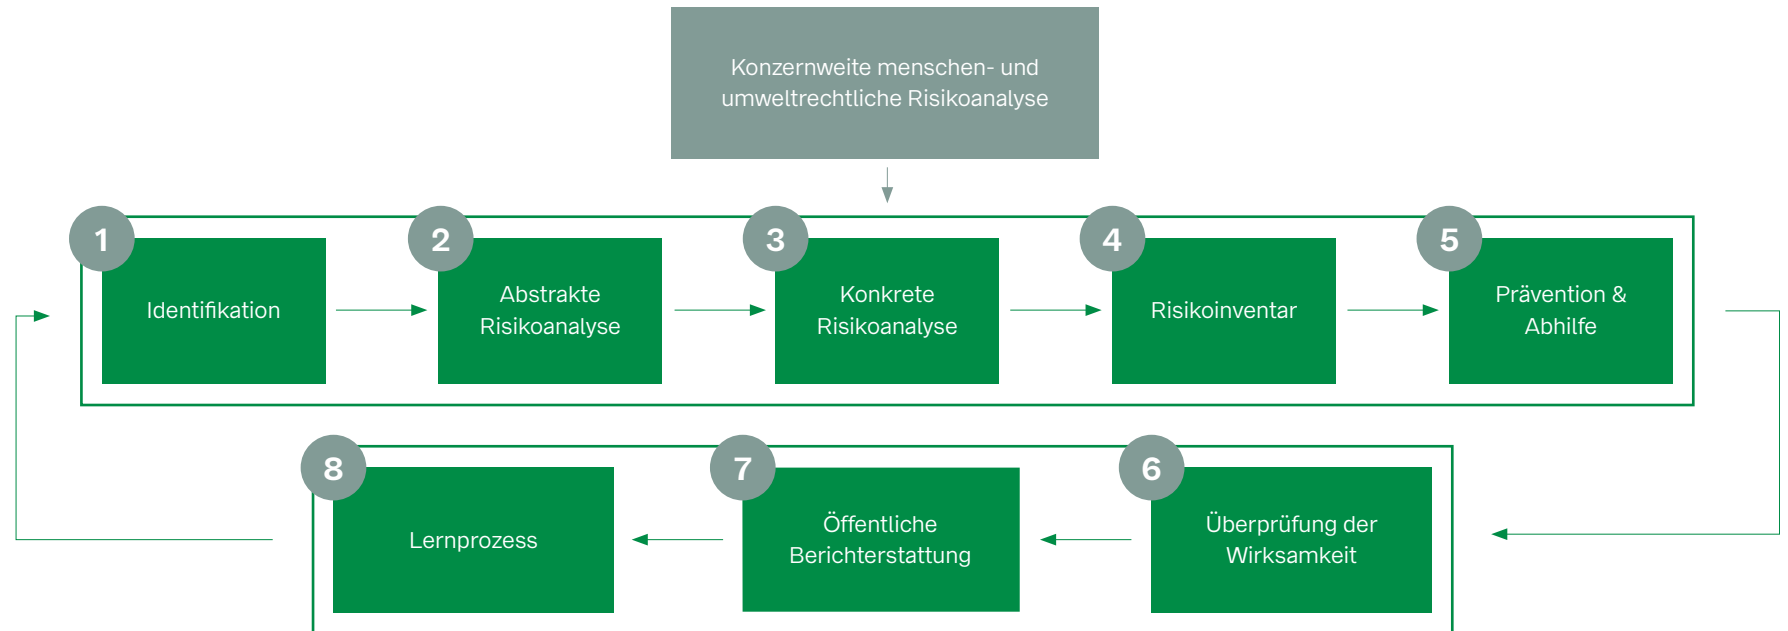 Konzernweite menschen- und
umweltrechtliche Risikoanalyse
1
Identifikation
2
Abstrakte
Risikoanalyse
3
Konkrete
Risikoanalyse
4
Risikoinventar
5
Prävention &
Abhilfe
6
Überprüfung der
Wirksamkeit
7
Öffentliche
Berichterstattung
8
Lernprozess